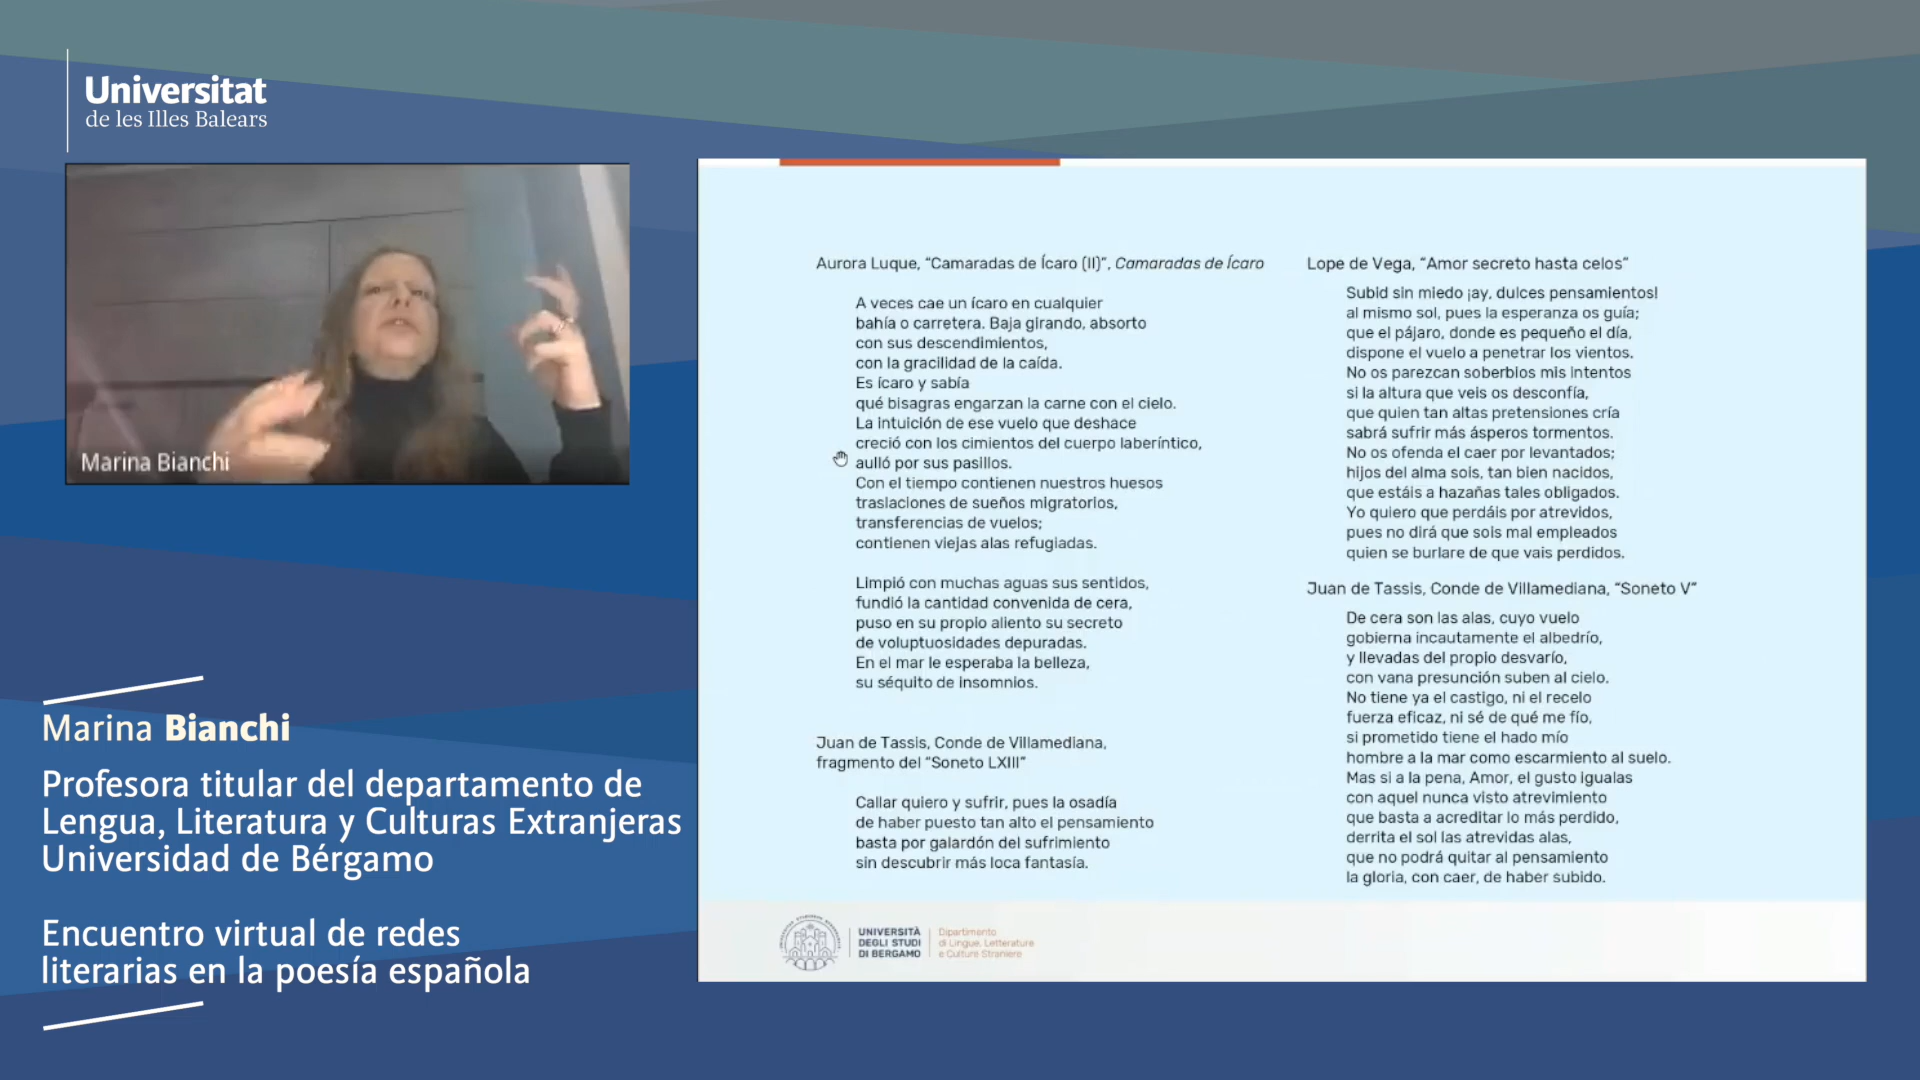 Universitat
de les Illes Balears
Marina Bianchi
Marina Bianchi
Profesora titular del departamento de
Lengua, Literatura y Culturas Extranjeras
Universidad de Bérgamo
Encuentro virtual de redes
literarias en la poesía española
Aurora Luque, “Camaradas de Ícaro (II)”, Camaradas de Ícaro
A veces cae un ícaro en cualquier
bahía o carretera. Baja girando, absorto
con sus descendimientos,
con la gracilidad de la caída.
Es ícaro y sabía
qué bisagras engarzan la carne con el cielo.
La intuición de ese vuelo que deshace
creció con los cimientos del cuerpo laberíntico,
aulló por sus pasillos.
Con el tiempo contienen nuestros huesos
traslaciones de sueños migratorios,
transferencias de vuelos;
contienen viejas alas refugiadas.
Limpió con muchas aguas sus sentidos,
fundió la cantidad convenida de cera,
puso en su propio aliento su secreto
de voluptuosidades depuradas.
En el mar le esperaba la belleza,
su séquito de insomnios.
Juan de Tassis, Conde de Villamediana,
fragmento del “Soneto LXIII”
Callar quiero y sufrir, pues la osadía
de haber puesto tan alto el pensamiento
basta por galardón del sufrimiento
sin descubrir más loca fantasía.
Lope de Vega, “Amor secreto hasta celos”
Subid sin miedo ¡ay, dulces pensamientos!
al mismo sol, pues la esperanza os guía;
que el pájaro, donde es pequeño el día,
dispone el vuelo a penetrar los vientos.
No os parezcan soberbios mis intentos
si la altura que veis os desconfía,
que quien tan altas pretensiones cría
sabrá sufrir más ásperos tormentos.
No os ofenda el caer por levantados;
hijos del alma sois, tan bien nacidos,
que estáis a hazañas tales obligados.
Yo quiero que perdáis por atrevidos,
pues no dirá que sois mal empleados
quien se burlare de que vais perdidos.
Juan de Tassis, Conde de Villamediana, “Soneto V”
De cera son las alas, cuyo vuelo
gobierna incautamente el albedrío,
y llevadas del propio desvarío,
con vana presunción suben al cielo.
No tiene ya el castigo, ni el recelo
fuerza eficaz, ni sé de qué me fío,
si prometido tiene el hado mío
hombre a la mar como escarmiento al suelo.
Mas si a la pena, Amor, el gusto igualas
con aquel nunca visto atrevimiento
que basta a acreditar lo más perdido,
derrita el sol las atrevidas alas,
que no podrá quitar al pensamiento
la gloria, con caer, de haber subido.
UNIVERSITÀ
DEGLI STUDI
DI BERGAMO
Dipartimento
di Lingue, Letterature
e Culture Straniere